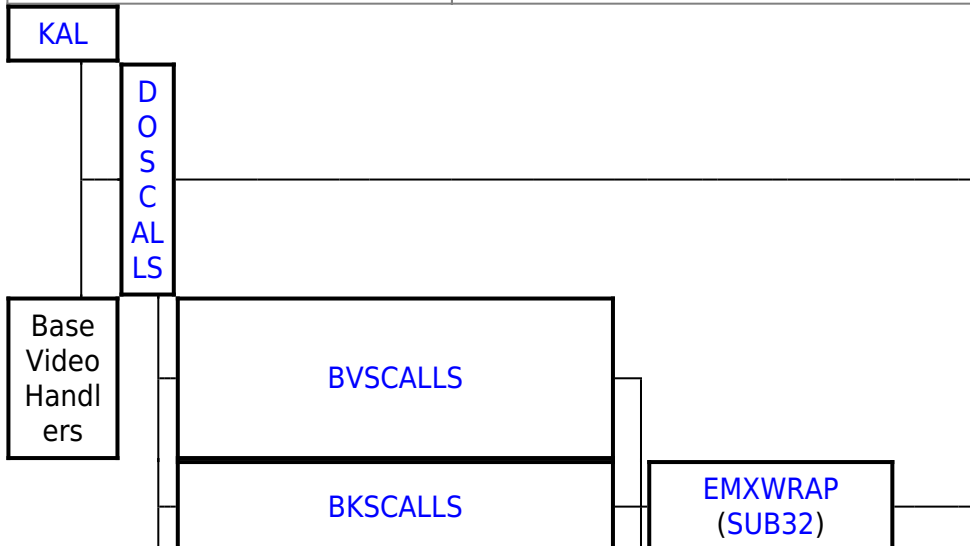 KAL
D
O
S
C
AL
LS
Base
Video
Handl
ers
BVSCALLS
BKSCALLS
EMXWRAP
(SUB32)